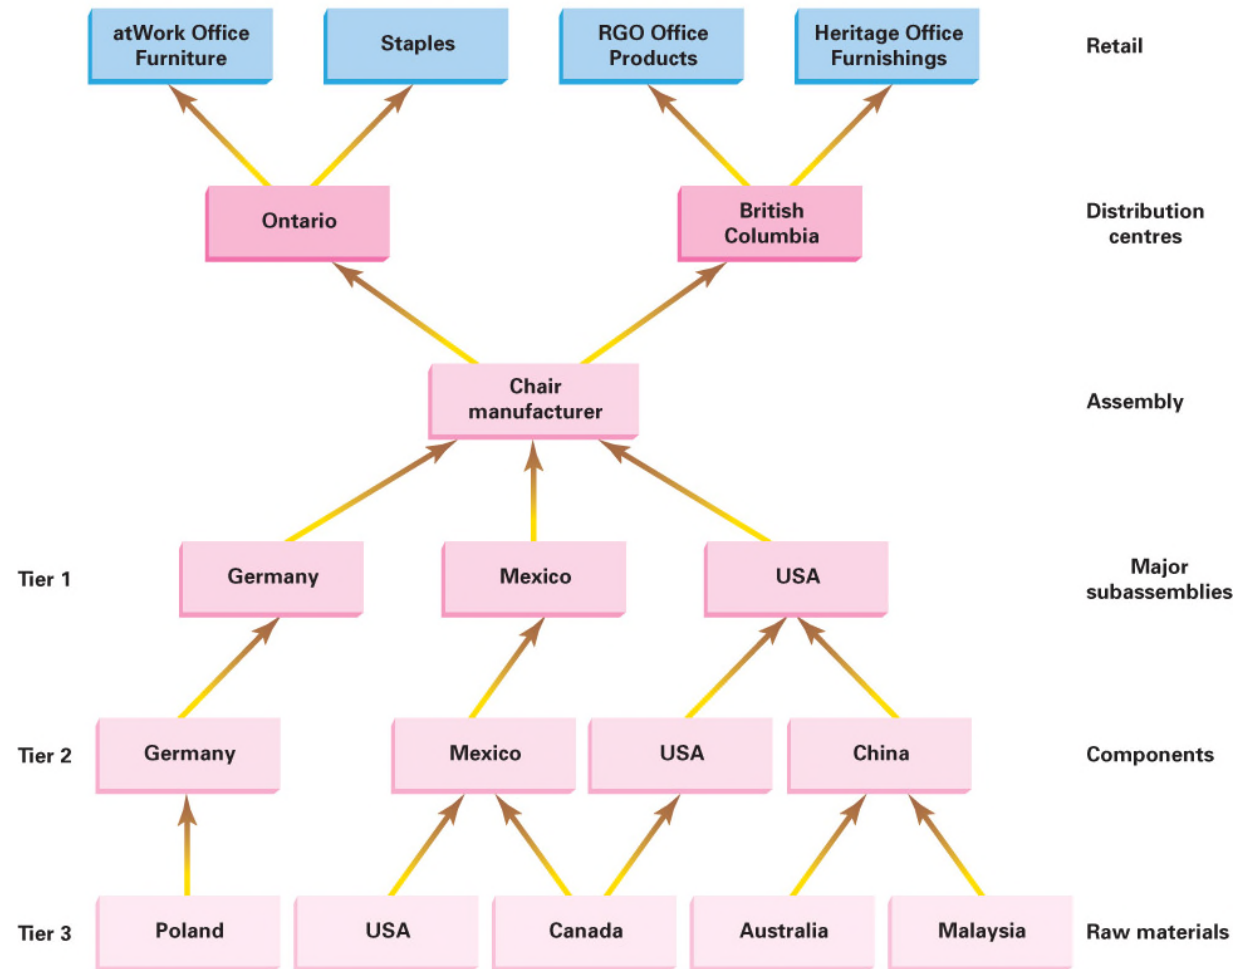 atWork Office
Furniture
Staples
RGO Office
Products
Heritage Office
Furnishings
Retail
Ontario
British
Columbia
Distribution
centres
Chair
manufacturer
Assembly
Tier 1
Germany
Mexico
USA
Major
subassemblies
Tier 2
Germany
Mexico
USA
China
Components
Tier 3
Poland
USA
Canada
Australia
Malaysia
Raw materials